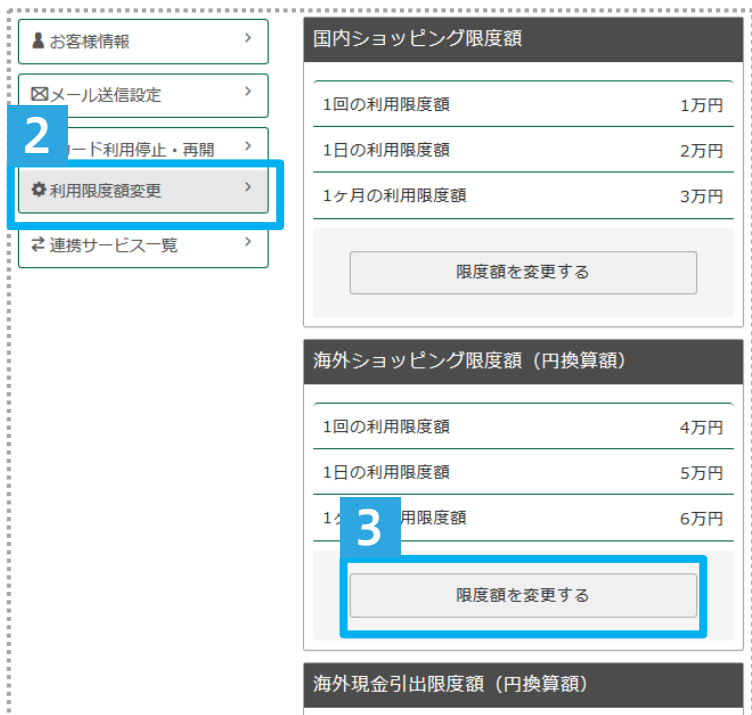 お客様情報
メール送信設定
2
ード利用停止・再開
利用限度額変更
連携サービス一覧
国内ショッピング限度額
1回の利用限度額 1万円
1日の利用限度額 2万円
1ヶ月の利用限度額 3万円
限度額を変更する
海外ショッピング限度額（円換算額）
1回の利用限度額 4万円
1日の利用限度額 5万円
1ヶ 用限度額 6万円
3
限度額を変更する
海外現金引出限度額（円換算額）